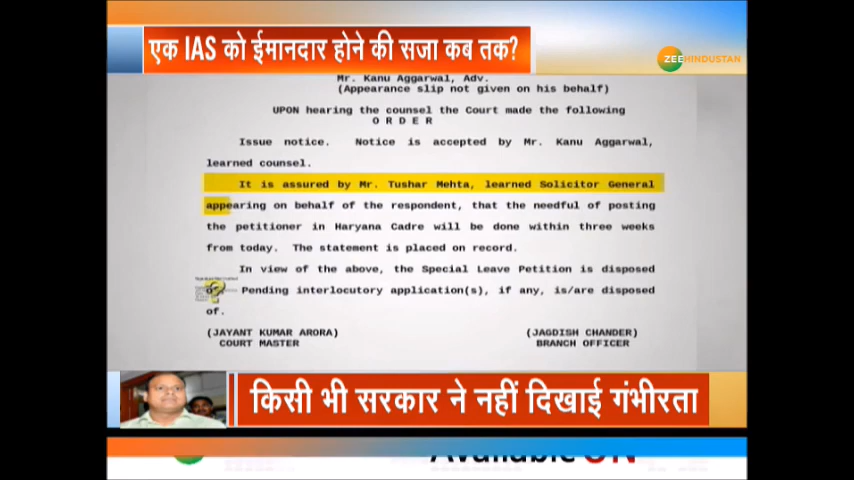 एक IAS को ईमानदार होने की सजा कब तक?
ZEE HINDUSTAN
Mr. Kanu Aggarwal, Adv.
(Appearance slip not given on his behalf)
UPON hearing the counsel the Court made the following
O R D E R
Issue notice. Notice is accepted by Mr. Kanu Aggarwal,
learned counsel.
It is assured by Mr. Tushar Mehta, learned Solicitor General
appearing on behalf of the respondent, that the needful of posting
the petitioner in Haryana Cadre will be done within three weeks
from today. The statement is placed on record.
In view of the above, the Special Leave Petition is disposed
of. Pending interlocutory application(s), if any, is/are disposed
of.
(JAYANT KUMAR ARORA) (JAGDISH CHANDER)
COURT MASTER BRANCH OFFICER
किसी भी सरकार ने नहीं दिखाई गंभीरता
Available ON